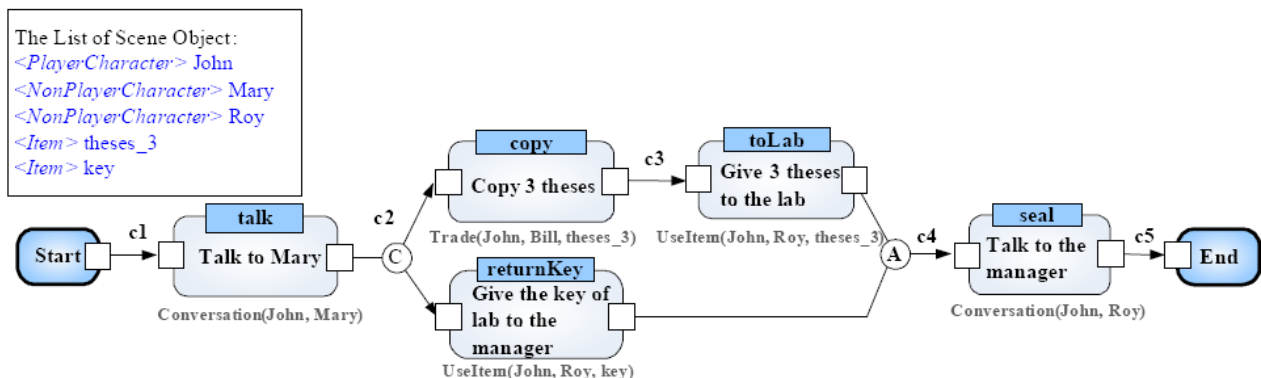 The List of Scene Object:
<PlayerCharacter> John
<NonPlayerCharacter> Mary
<NonPlayerCharacter> Roy
<Item> theses_3
<Item> key
Start
c1
talk
Talk to Mary
Conversation(John, Mary)
c2
C
copy
Copy 3 theses
Trade(John, Bill, theses_3)
c3
toLab
Give 3 theses
to the lab
UseItem(John, Roy, theses_3)
returnKey
Give the key of
lab to the
manager
UseItem(John, Roy, key)
A
c4
seal
Talk to the
manager
Conversation(John, Roy)
c5
End